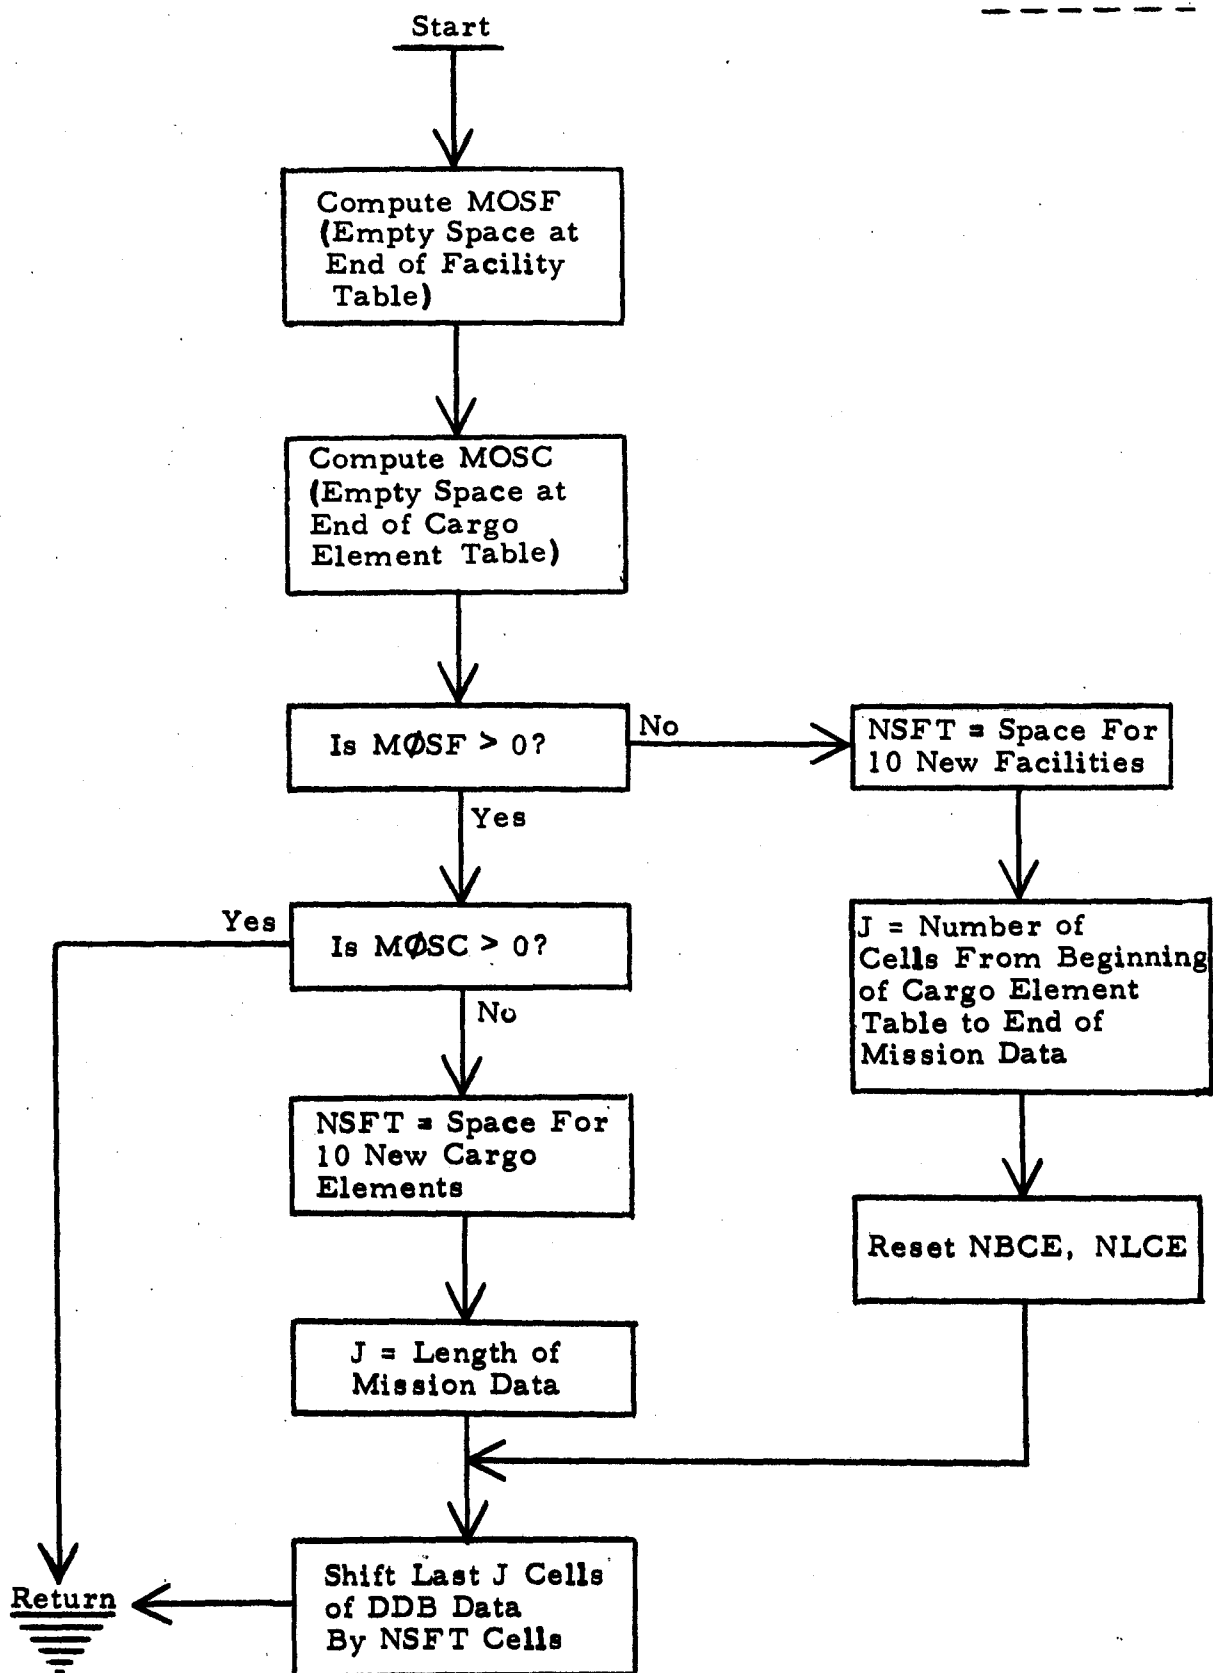 Start
Compute MOSF
(Empty Space at
End of Facility
Table)
Compute MOSC
(Empty Space at
End of Cargo
Element Table)
Is MØSF > 0?
No
NSFT = Space For
10 New Facilities
Yes
J = Number of
Cells From Beginning
of Cargo Element
Table to End of
Mission Data
Yes
Is MØSC > 0?
No
NSFT = Space For
10 New Cargo
Elements
Reset NBCE, NLCE
J = Length of
Mission Data
Shift Last J Cells
of DDB Data
By NSFT Cells
Return